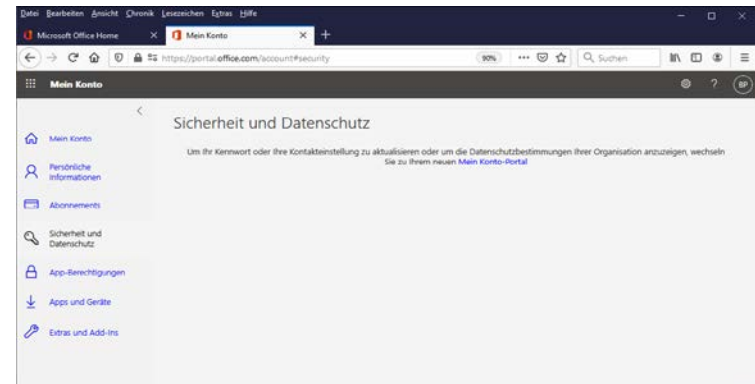 Datei Bearbeiten Ansicht Chronik Lesezeichen Extras Hilfe
Microsoft Office Home
Mein Konto
https://portal.office.com/account#security
90%
Suchen
Mein Konto
?
BP
Sicherheit und Datenschutz
Um Ihr Kennwort oder Ihre Kontakteinstellung zu aktualisieren oder um die Datenschutzbestimmungen Ihrer Organisation anzuzeigen, wechseln
Sie zu Ihrem neuen Mein Konto-Portal
Mein Konto
Persönliche
Informationen
Abonnements
Sicherheit und
Datenschutz
App-Berechtigungen
Apps und Geräte
Extras und Add-Ins